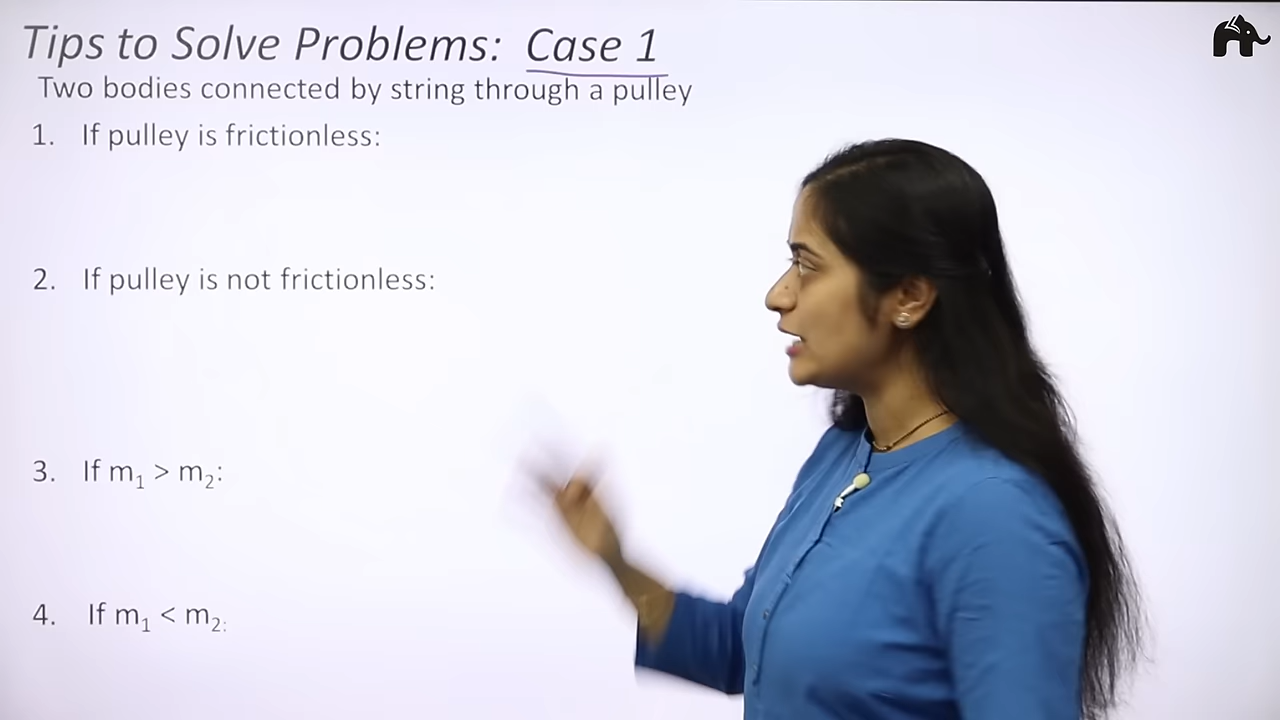 Tips to Solve Problems: Case 1
Two bodies connected by string through a pulley
1. If pulley is frictionless:
2. If pulley is not frictionless:
3. If m₁ > m₂:
4. If m₁ < m₂: